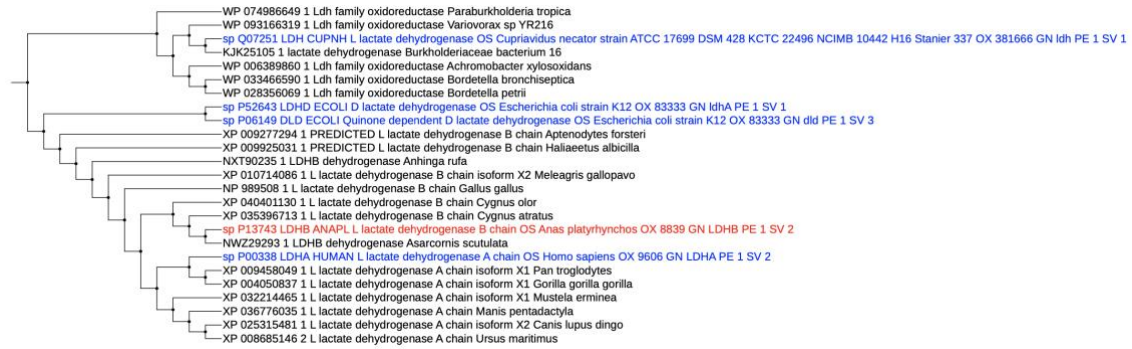 WP 074986649 1 Ldh family oxidoreductase Paraburkholderia tropica
WP 093166319 1 Ldh family oxidoreductase Variovorax sp YR216
sp Q07251 LDH CUPNH L lactate dehydrogenase OS Cupriavidus necator strain ATCC 17699 DSM 428 KCTC 22496 NCIMB 10442 H16 Stanier 337 OX 381666 GN ldh PE 1 SV 1
KJK25105 1 lactate dehydrogenase Burkholderiaceae bacterium 16
WP 006389860 1 Ldh family oxidoreductase Achromobacter xylosoxidans
WP 033466590 1 Ldh family oxidoreductase Bordetella bronchiseptica
WP 028356069 1 Ldh family oxidoreductase Bordetella petrii
sp P52643 LDHD ECOLI D lactate dehydrogenase OS Escherichia coli strain K12 OX 83333 GN ldhA PE 1 SV 1
sp P06149 DLD ECOLI Quinone dependent D lactate dehydrogenase OS Escherichia coli strain K12 OX 83333 GN dld PE 1 SV 3
XP 009277294 1 PREDICTED L lactate dehydrogenase B chain Aptenodytes forsteri
XP 009925031 1 PREDICTED L lactate dehydrogenase B chain Haliaeetus albicilla
NXT90235 1 LDHB dehydrogenase Anhinga rufa
XP 010714086 1 L lactate dehydrogenase B chain isoform X2 Meleagris gallopavo
NP 989508 1 L lactate dehydrogenase B chain Gallus gallus
XP 040401130 1 L lactate dehydrogenase B chain Cygnus olor
XP 035396713 1 L lactate dehydrogenase B chain Cygnus atratus
sp P13743 LDHB ANAPL L lactate dehydrogenase B chain OS Anas platyrhynchos OX 8839 GN LDHB PE 1 SV 2
NWZ29293 1 LDHB dehydrogenase Asarcornis scutulata
sp P00338 LDHA HUMAN L lactate dehydrogenase A chain OS Homo sapiens OX 9606 GN LDHA PE 1 SV 2
XP 009458049 1 L lactate dehydrogenase A chain isoform X1 Pan troglodytes
XP 004050837 1 L lactate dehydrogenase A chain isoform X1 Gorilla gorilla gorilla
XP 032214465 1 L lactate dehydrogenase A chain isoform X1 Mustela erminea
XP 036776035 1 L lactate dehydrogenase A chain Manis pentadactyla
XP 025315481 1 L lactate dehydrogenase A chain isoform X2 Canis lupus dingo
XP 008685146 2 L lactate dehydrogenase A chain Ursus maritimus